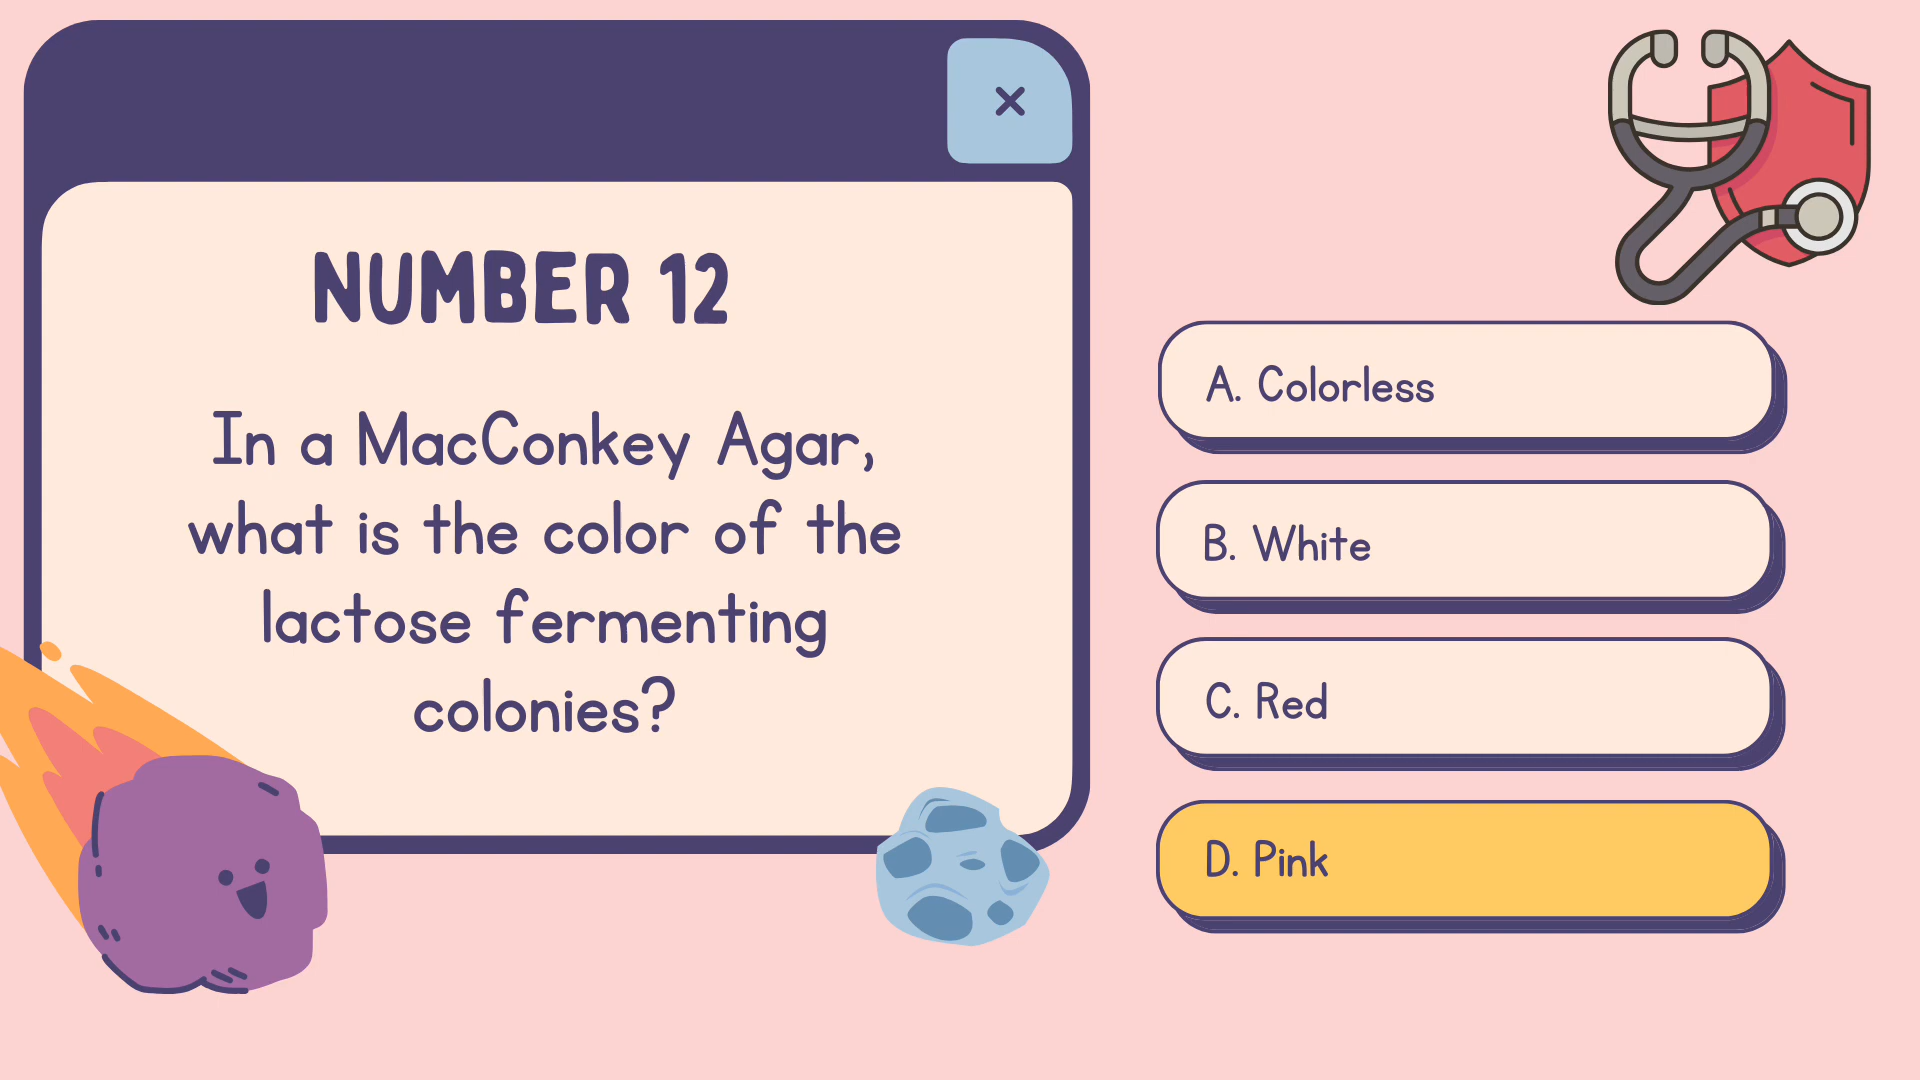 NUMBER 12
In a MacConkey Agar,
what is the color of the
lactose fermenting
colonies?
A. Colorless
B. White
C. Red
D. Pink